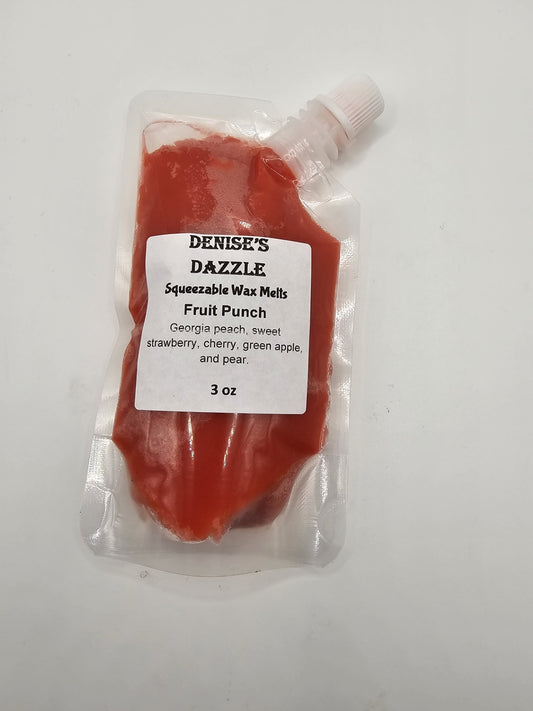 DENISE'S
DAZZLE
Squeezable Wax Melts
Fruit Punch
Georgia peach, sweet
strawberry, cherry, green apple,
and pear.
3 oz